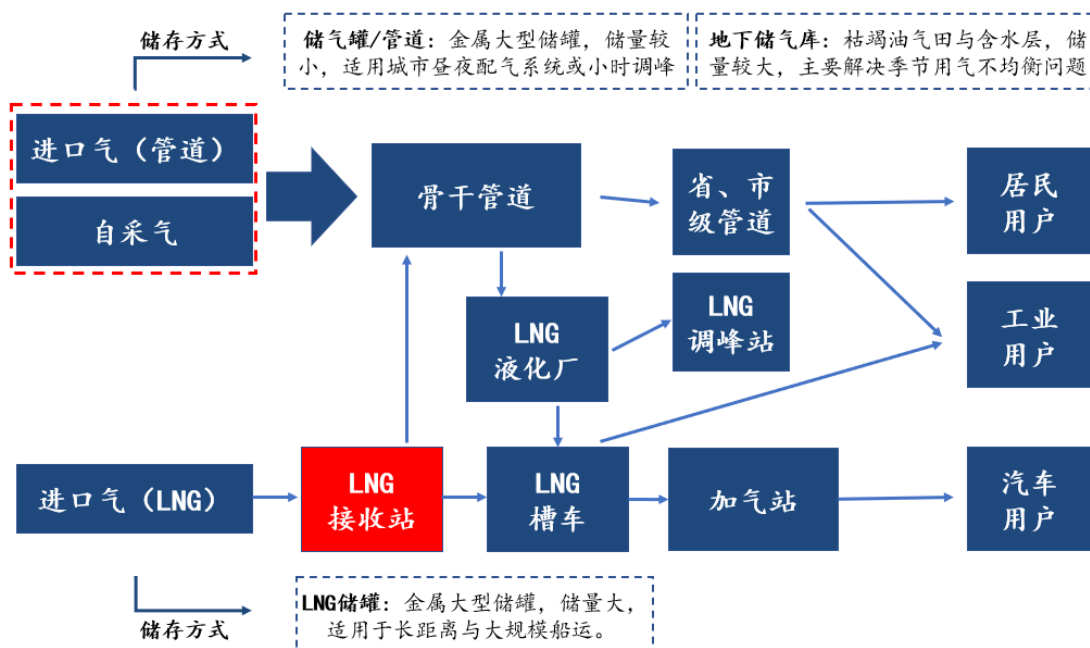 储存方式
储气罐/管道：金属大型储罐，储量较
小，适用城市昼夜配气系统或小时调峰
地下储气库：枯竭油气田与含水层，储
量较大，主要解决季节用气不均衡问题
进口气（管道）
自采气
骨干管道
省、市
级管道
居民
用户
LNG
液化厂
LNG
调峰站
工业
用户
进口气（LNG）
LNG
接收站
LNG
槽车
加气站
汽车
用户
储存方式
LNG储罐：金属大型储罐，储量大，
适用于长距离与大规模船运。